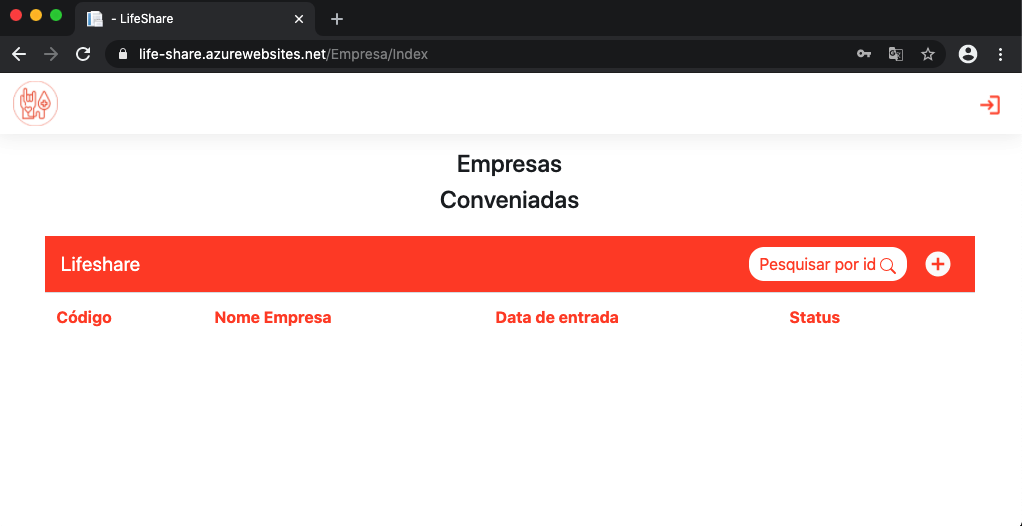 - LifeShare
life-share.azurewebsites.net/Empresa/Index
Empresas
Conveniadas
Lifeshare
Pesquisar por id
Código Nome Empresa Data de entrada Status